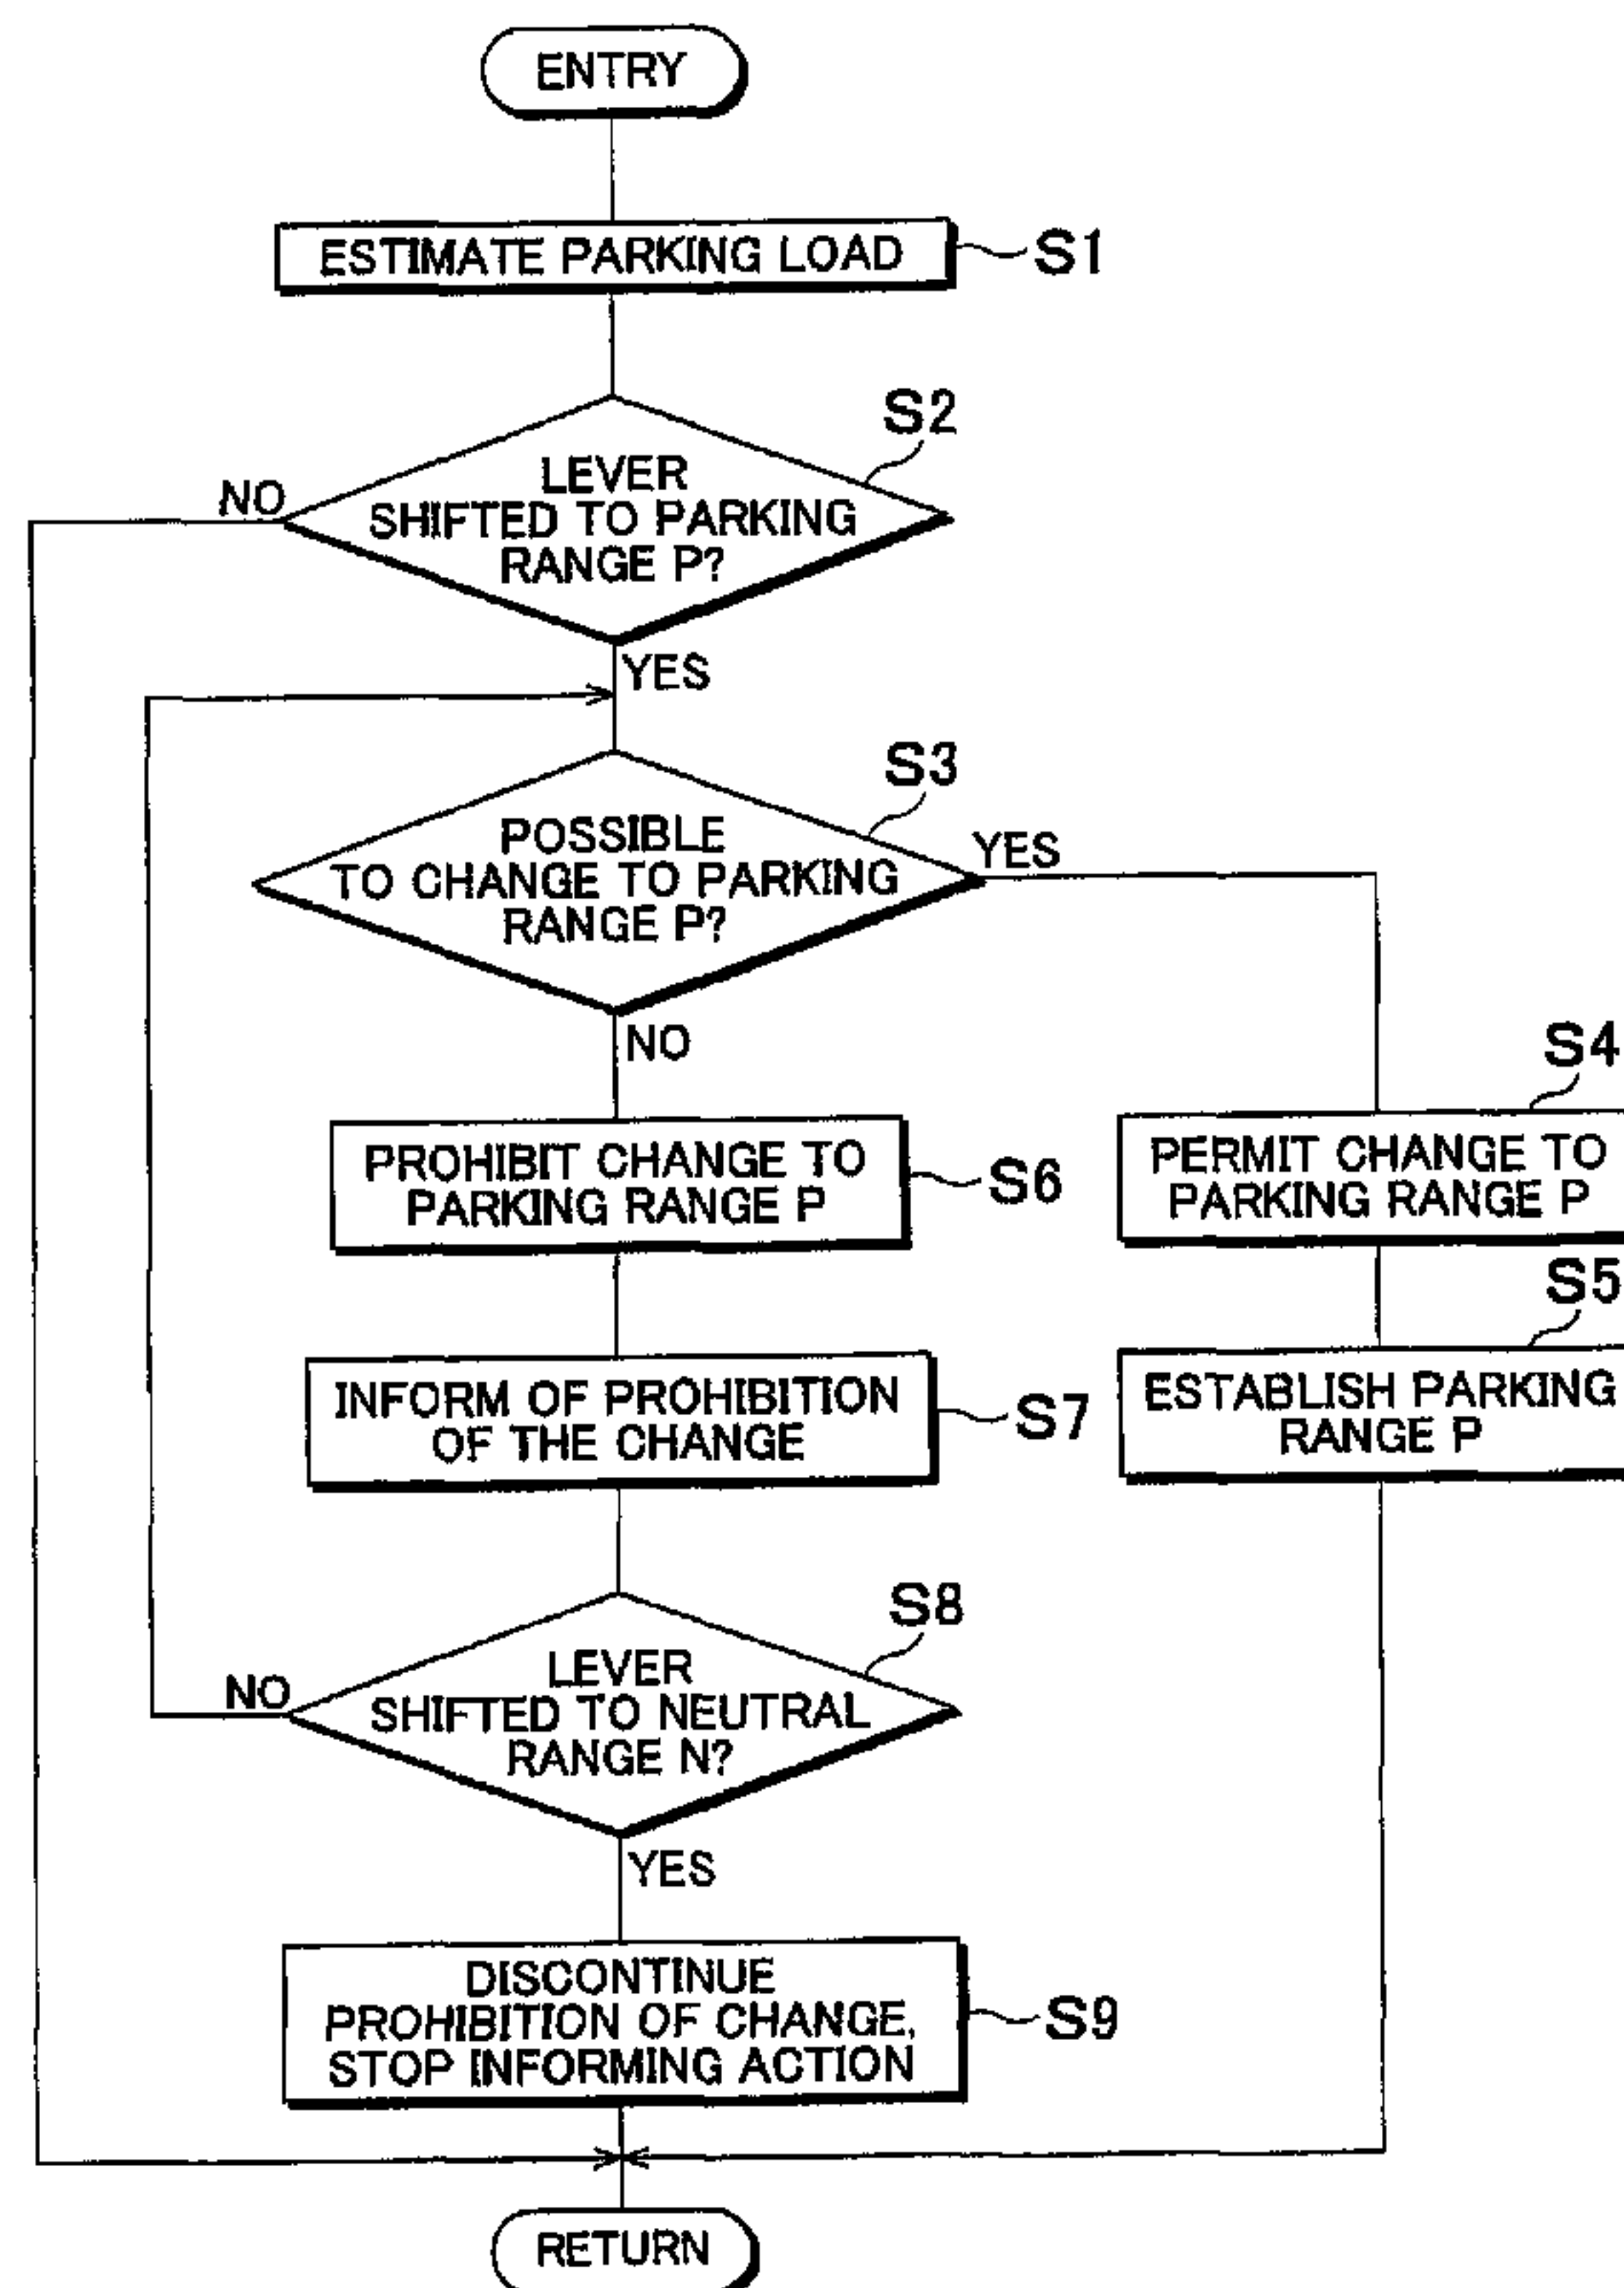 ENTRY
ESTIMATE PARKING LOAD
S1
S2
LEVER
SHIFTED TO PARKING
RANGE P?
NO
YES
S3
POSSIBLE
TO CHANGE TO PARKING
RANGE P?
YES
NO
S4
PERMIT CHANGE TO
PARKING RANGE P
S5
ESTABLISH PARKING
RANGE P
PROHIBIT CHANGE TO
PARKING RANGE P
S6
INFORM OF PROHIBITION
OF THE CHANGE
S7
S8
LEVER
SHIFTED TO NEUTRAL
RANGE N?
NO
YES
DISCONTINUE
PROHIBITION OF CHANGE,
STOP INFORMING ACTION
S9
RETURN